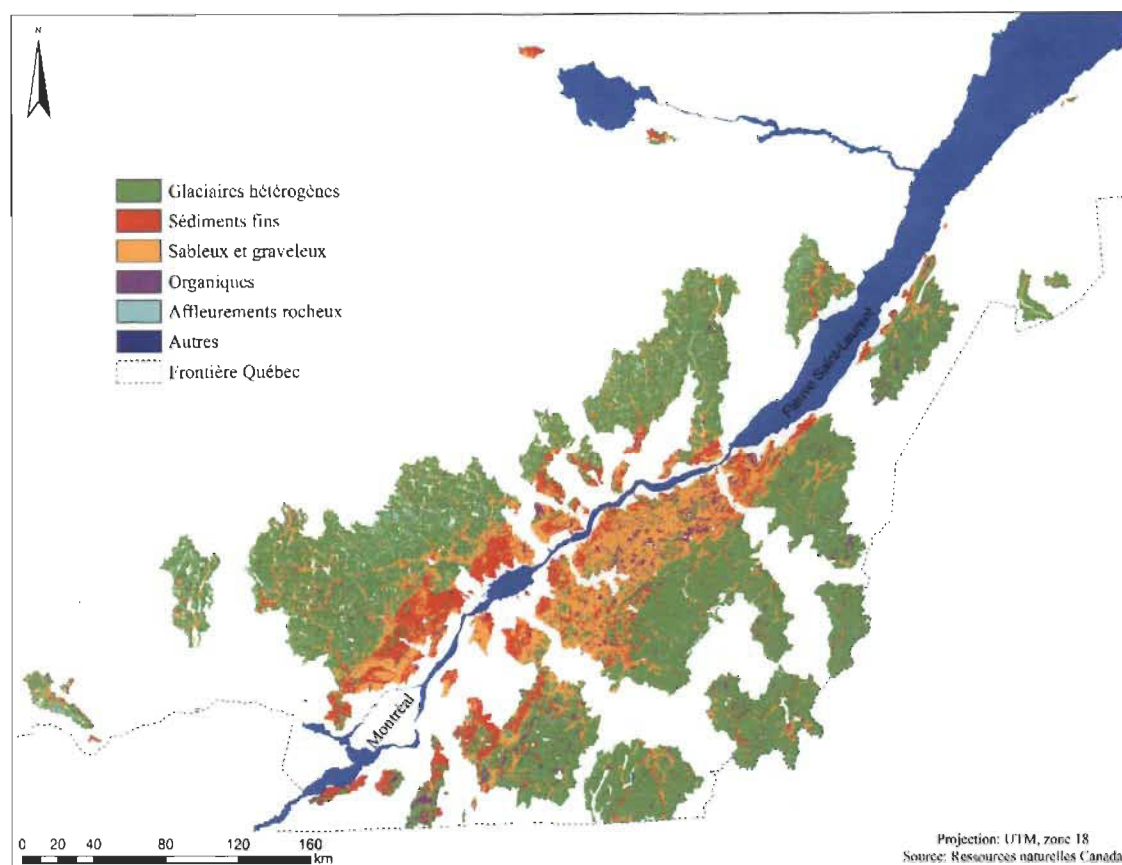 N
Glaciaires hétérogènes
Sédiments fins
Sableux et graveleux
Organiques
Affleurements rocheux
Autres
Frontière Québec
Fleuve Saint-Laurent
Montréal
0 20 40 80 120 160
km
Projection: UTM, zone 18
Source: Ressources naturelles Canada